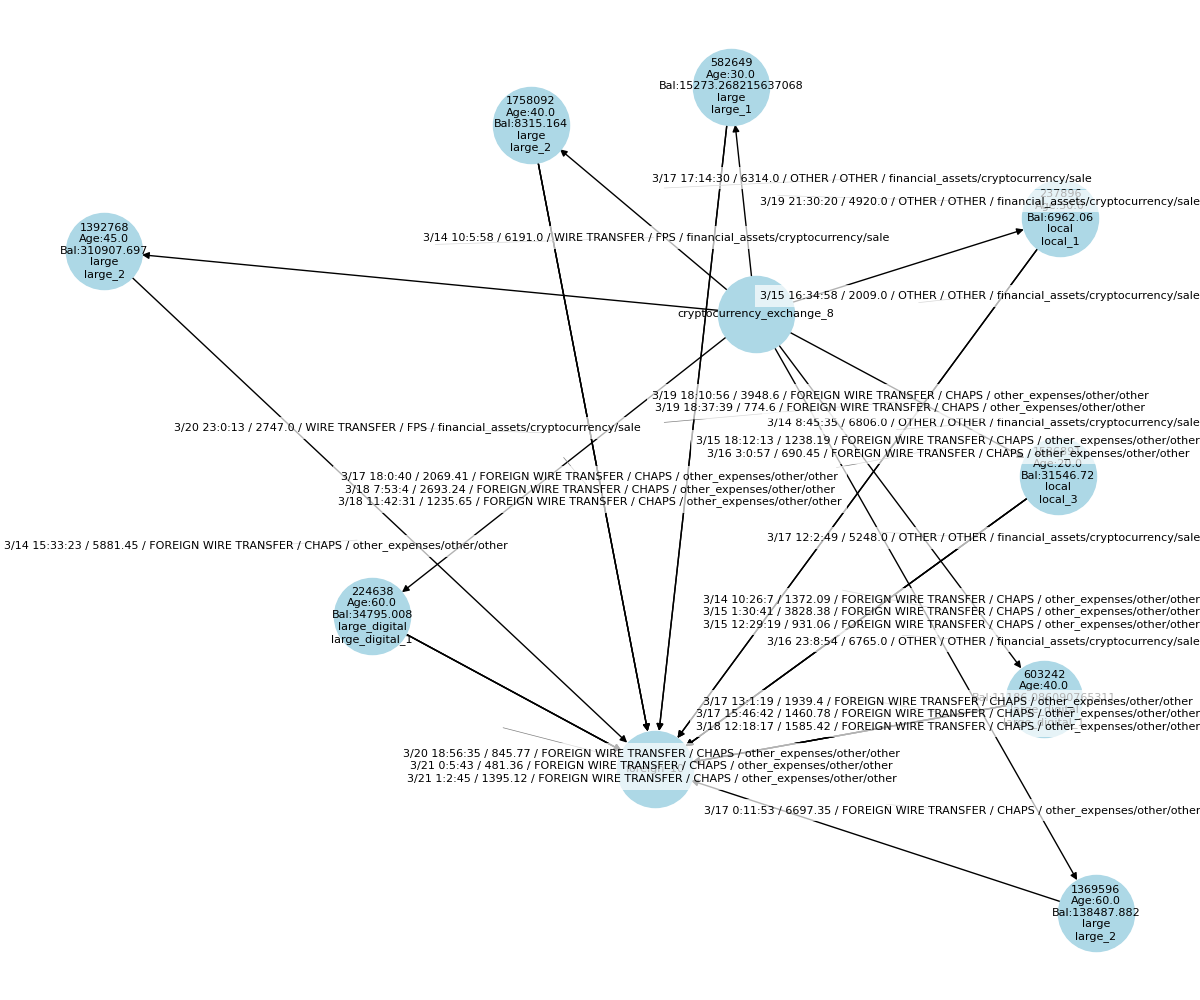 582649
Age:30.0
Bal:15273.268215637068
large
large_1
1758092
Age:40.0
Bal:8315.164
large
large_2
3/17 17:14:30 / 6314.0 / OTHER / OTHER / financial_assets/cryptocurrency/sale
237896
3/19 21:30:20 / 4920.0 / OTHER / OTHER / financial_assets/cryptocurrency/sale
Bal:6962.06
local
local_1
1392768
Age:45.0
Bal:310907.697
large
large_2
3/14 10:5:58 / 6191.0 / WIRE TRANSFER / FPS / financial_assets/cryptocurrency/sale
3/15 16:34:58 / 2009.0 / OTHER / OTHER / financial_assets/cryptocurrency/sale
cryptocurrency_exchange_8
3/19 18:10:56 / 3948.6 / FOREIGN WIRE TRANSFER / CHAPS / other_expenses/other/other
3/19 18:37:39 / 774.6 / FOREIGN WIRE TRANSFER / CHAPS / other_expenses/other/other
3/14 8:45:35 / 6806.0 / OTHER / OTHER / financial_assets/cryptocurrency/sale
3/20 23:0:13 / 2747.0 / WIRE TRANSFER / FPS / financial_assets/cryptocurrency/sale
3/15 18:12:13 / 1238.19 / FOREIGN WIRE TRANSFER / CHAPS / other_expenses/other/other
3/16 3:0:57 / 690.45 / FOREIGN WIRE TRANSFER / CHAPS / other_expenses/other/other
Age:20.0
Bal:31546.72
local
local_3
3/17 18:0:40 / 2069.41 / FOREIGN WIRE TRANSFER / CHAPS / other_expenses/other/other
3/18 7:53:4 / 2693.24 / FOREIGN WIRE TRANSFER / CHAPS / other_expenses/other/other
3/18 11:42:31 / 1235.65 / FOREIGN WIRE TRANSFER / CHAPS / other_expenses/other/other
3/17 12:2:49 / 5248.0 / OTHER / OTHER / financial_assets/cryptocurrency/sale
3/14 15:33:23 / 5881.45 / FOREIGN WIRE TRANSFER / CHAPS / other_expenses/other/other
224638
Age:60.0
Bal:34795.008
large_digital
large_digital_1
3/14 10:26:7 / 1372.09 / FOREIGN WIRE TRANSFER / CHAPS / other_expenses/other/other
3/15 1:30:41 / 3828.38 / FOREIGN WIRE TRANSFER / CHAPS / other_expenses/other/other
3/15 12:29:19 / 931.06 / FOREIGN WIRE TRANSFER / CHAPS / other_expenses/other/other
3/16 23:8:54 / 6765.0 / OTHER / OTHER / financial_assets/cryptocurrency/sale
603242
Age:40.0
3/17 13:1:19 / 1939.4 / FOREIGN WIRE TRANSFER / CHAPS / other_expenses/other/other
3/17 15:46:42 / 1460.78 / FOREIGN WIRE TRANSFER / CHAPS / other_expenses/other/other
3/18 12:18:17 / 1585.42 / FOREIGN WIRE TRANSFER / CHAPS / other_expenses/other/other
3/20 18:56:35 / 845.77 / FOREIGN WIRE TRANSFER / CHAPS / other_expenses/other/other
3/21 0:5:43 / 481.36 / FOREIGN WIRE TRANSFER / CHAPS / other_expenses/other/other
3/21 1:2:45 / 1395.12 / FOREIGN WIRE TRANSFER / CHAPS / other_expenses/other/other
3/17 0:11:53 / 6697.35 / FOREIGN WIRE TRANSFER / CHAPS / other_expenses/other/other
1369596
Age:60.0
Bal:138487.882
large
large_2